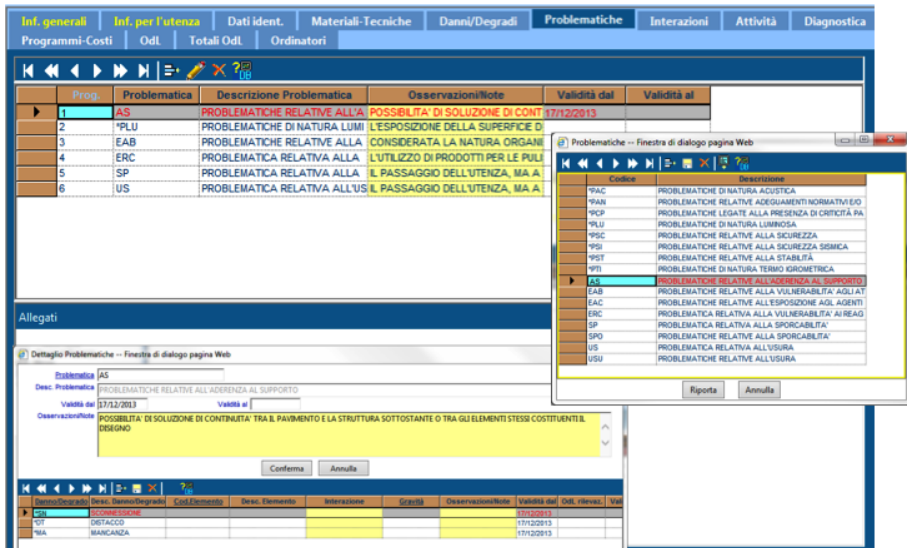 Inf. generali Inf. per l'utenza Dati ident. Materiali-Tecniche Danni/Degradi Problematiche Interazioni Attività Diagnostica
Programmi-Costi OdL Totali OdL Ordinatori
Prog. Problematica Descrizione Problematica Osservazioni/Note Validità dal Validità al
1 AS PROBLEMATICHE RELATIVE ALL'A POSSIBILITA' DI SOLUZIONE DI CONT 17/12/2013
2 *PLU PROBLEMATICHE DI NATURA LUMI L'ESPOSIZIONE DELLA SUPERFICIE D
3 EAB PROBLEMATICHE RELATIVE ALLA CONSIDERATA LA NATURA ORGANI
4 ERC PROBLEMATICA RELATIVA ALLA L'UTILIZZO DI PRODOTTI PER LE PULI
5 SP PROBLEMATICA RELATIVA ALLA IL PASSAGGIO DELL'UTENZA, MA A
6 US PROBLEMATICA RELATIVA ALL'US IL PASSAGGIO DELL'UTENZA, MA A
Problematiche -- Finestra di dialogo pagina Web
Codice Descrizione
*PAC PROBLEMATICHE DI NATURA ACUSTICA
*PAN PROBLEMATICHE RELATIVE ADEGUAMENTI NORMATIVI E/O
*PCP PROBLEMATICHE LEGATE ALLA PRESENZA DI CRITICITÀ PA
*PLU PROBLEMATICHE DI NATURA LUMINOSA
*PSC PROBLEMATICHE RELATIVE ALLA SICUREZZA
*PSI PROBLEMATICHE RELATIVE ALLA SICUREZZA SISMICA
*PST PROBLEMATICHE RELATIVE ALLA STABILITÀ
*PTI PROBLEMATICHE DI NATURA TERMO IGROMETRICA
AS PROBLEMATICHE RELATIVE ALL'ADERENZA AL SUPPORTO
EAB PROBLEMATICHE RELATIVE ALLA VULNERABILITA' AGLI AT
EAC PROBLEMATICHE RELATIVE ALL'ESPOSIZIONE AGL AGENTI
ERC PROBLEMATICA RELATIVA ALLA VULNERABILITA' AI REAG
SP PROBLEMATICA RELATIVA ALLA SPORCABILITA'
SPO PROBLEMATICHE RELATIVE ALLA SPORCABILITA'
US PROBLEMATICA RELATIVA ALL'USURA
USU PROBLEMATICHE RELATIVE ALL'USURA
Riporta Annulla
Allegati
Dettaglio Problematiche -- Finestra di dialogo pagina Web
Problematica AS
Desc. Problematica PROBLEMATICHE RELATIVE ALL'ADERENZA AL SUPPORTO
Validità dal 17/12/2013 Validità al
Osservazioni/Note POSSIBILITA' DI SOLUZIONE DI CONTINUITA' TRA IL PAVIMENTO E LA STRUTTURA SOTTOSTANTE O TRA GLI ELEMENTI STESSI COSTITUENTI IL
DISEGNO
Conferma Annulla
Danno/Degrado Desc. Danno/Degrado Cod.Elemento Desc. Elemento Interazione Gravità Osservazioni/Note Validità dal Odl. rilevaz. Vali
*SN SCONNESSIONE 17/12/2013
*DT DISTACCO 17/12/2013
*MA MANCANZA 17/12/2013